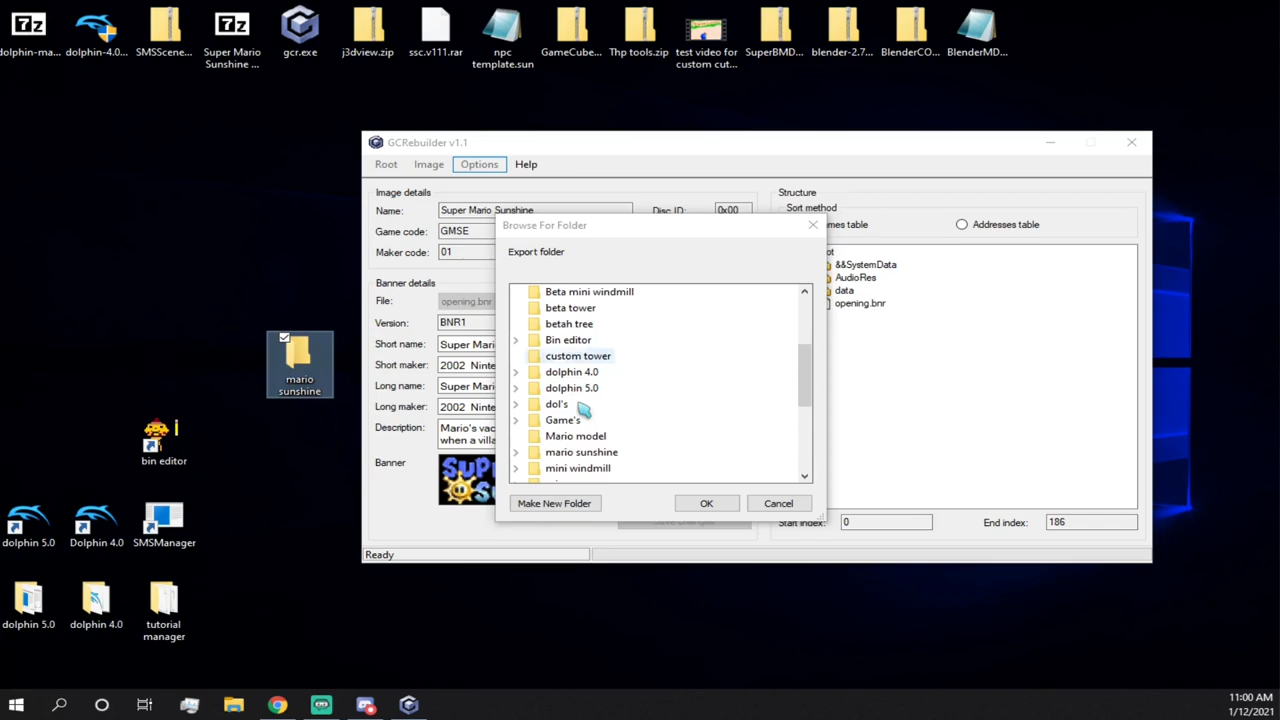 dolphin-ma...
dolphin-4.0...
SMSScene...
Super Mario
Sunshine ...
gcr.exe
j3dview.zip
ssc.v111.rar
npc
template.sun
GameCube...
Thp tools.zip
test video for
custom cut...
SuperBMD...
blender-2.7...
BlenderCO...
BlenderMD...
GCRebuilder v1.1
Root
Image
Options
Help
Image details
Name:
Super Mario Sunshine
Disc ID:
0x00
Game code:
GMSE
Maker code:
01
Banner details
File:
opening.bnr
Version:
BNR1
Short name:
Super Mari
Short maker:
2002 Ninte
Long name:
Super Mari
Long maker:
2002 Ninte
Description:
Mario's vac
when a villa
Banner
Structure
Sort method
mes table
Addresses table
ot
&&SystemData
AudioRes
data
opening.bnr
Start index:
0
End index:
186
Ready
Browse For Folder
Export folder
Beta mini windmill
beta tower
betah tree
Bin editor
custom tower
dolphin 4.0
dolphin 5.0
dol's
Game's
Mario model
mario sunshine
mini windmill
Make New Folder
OK
Cancel
mario
sunshine
bin editor
dolphin 5.0
Dolphin 4.0
SMSManager
dolphin 5.0
dolphin 4.0
tutorial
manager
11:00 AM
1/12/2021